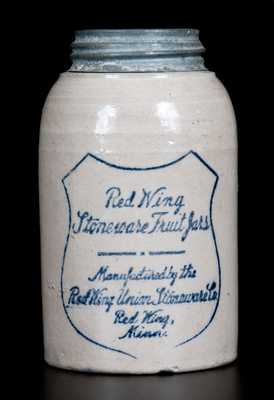 Red Wing
Stoneware Fruit Jars
Manufactured by the
Red Wing Union Stoneware Co
Red Wing,
Minn.